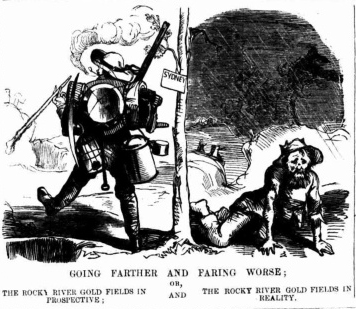 SYDNEY
GOING FARTHER AND FARING WORSE;
OR,
THE ROCKY RIVER GOLD FIELDS IN PROSPECTIVE;
AND
THE ROCKY RIVER GOLD FIELDS IN REALITY.